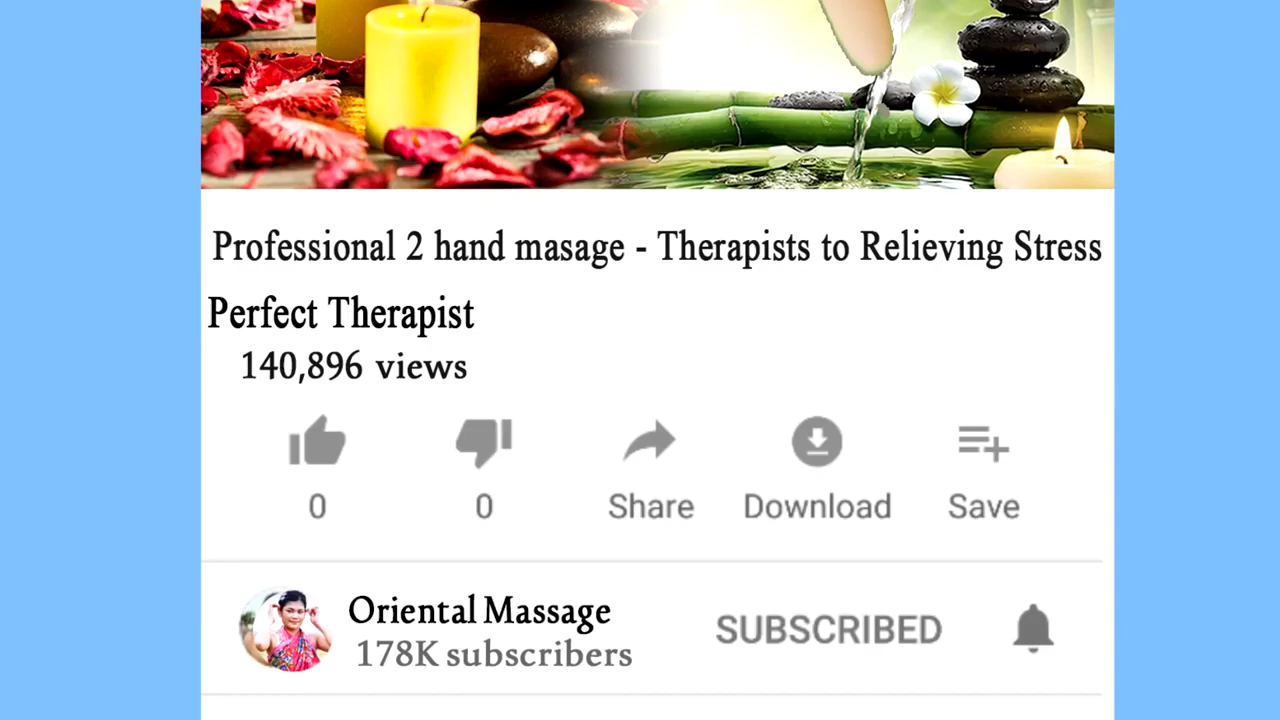 Professional 2 hand masage - Therapists to Relieving Stress
Perfect Therapist
140,896 views
0 0 Share Download Save
Oriental Massage SUBSCRIBED
178K subscribers